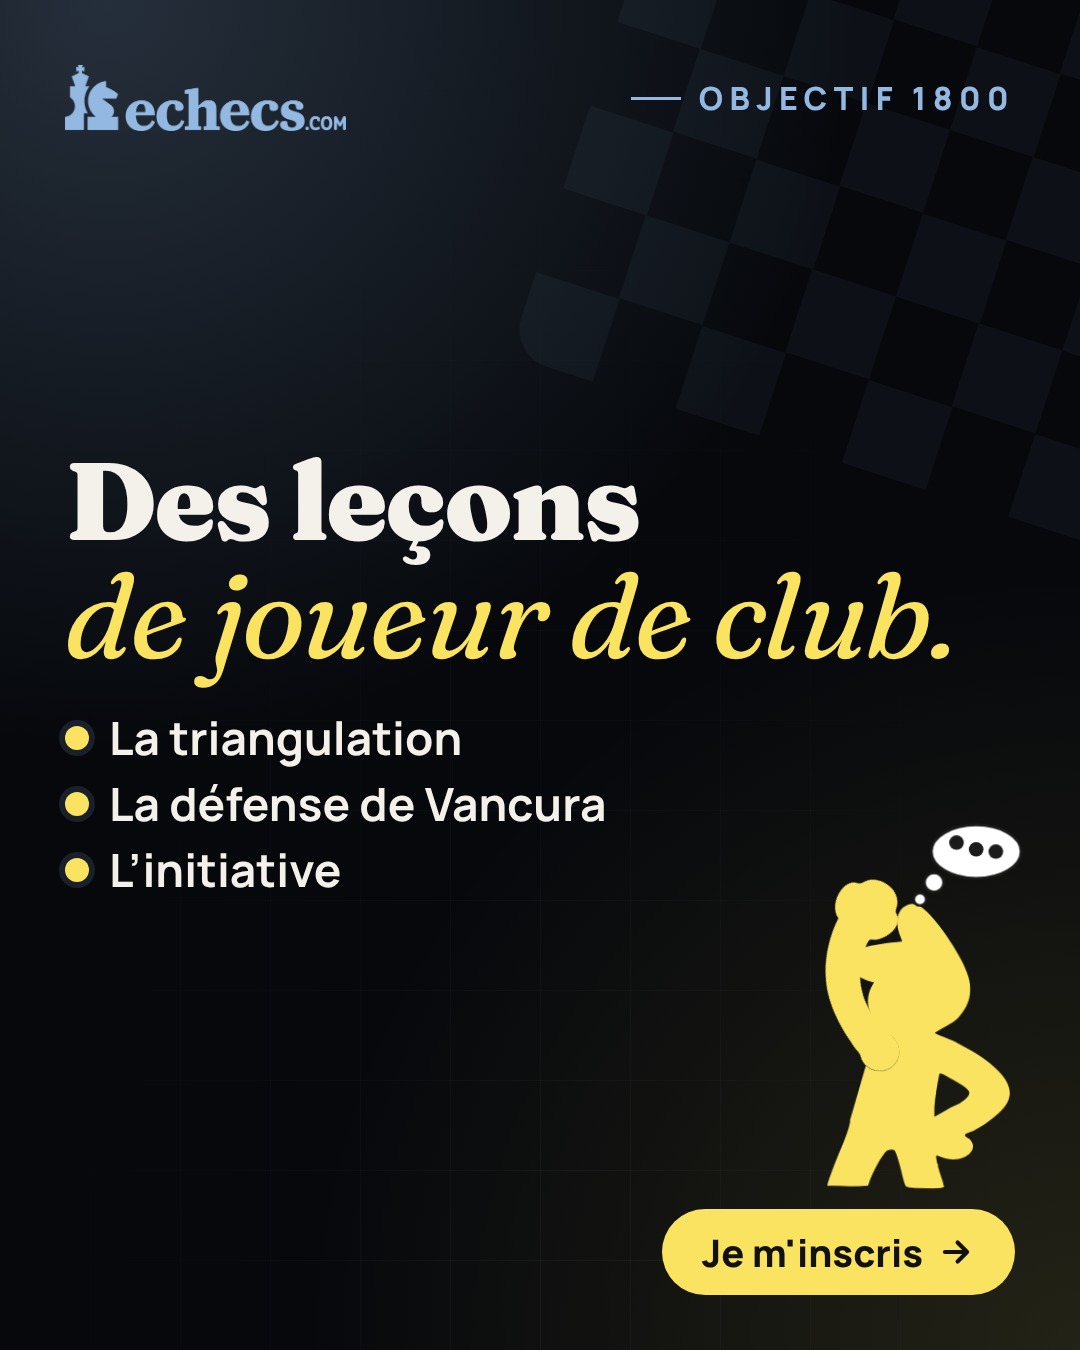 echecs.COM
OBJECTIF 1800
Des leçons
de joueur de club.
La triangulation
La défense de Vancura
L’initiative
Je m'inscris →